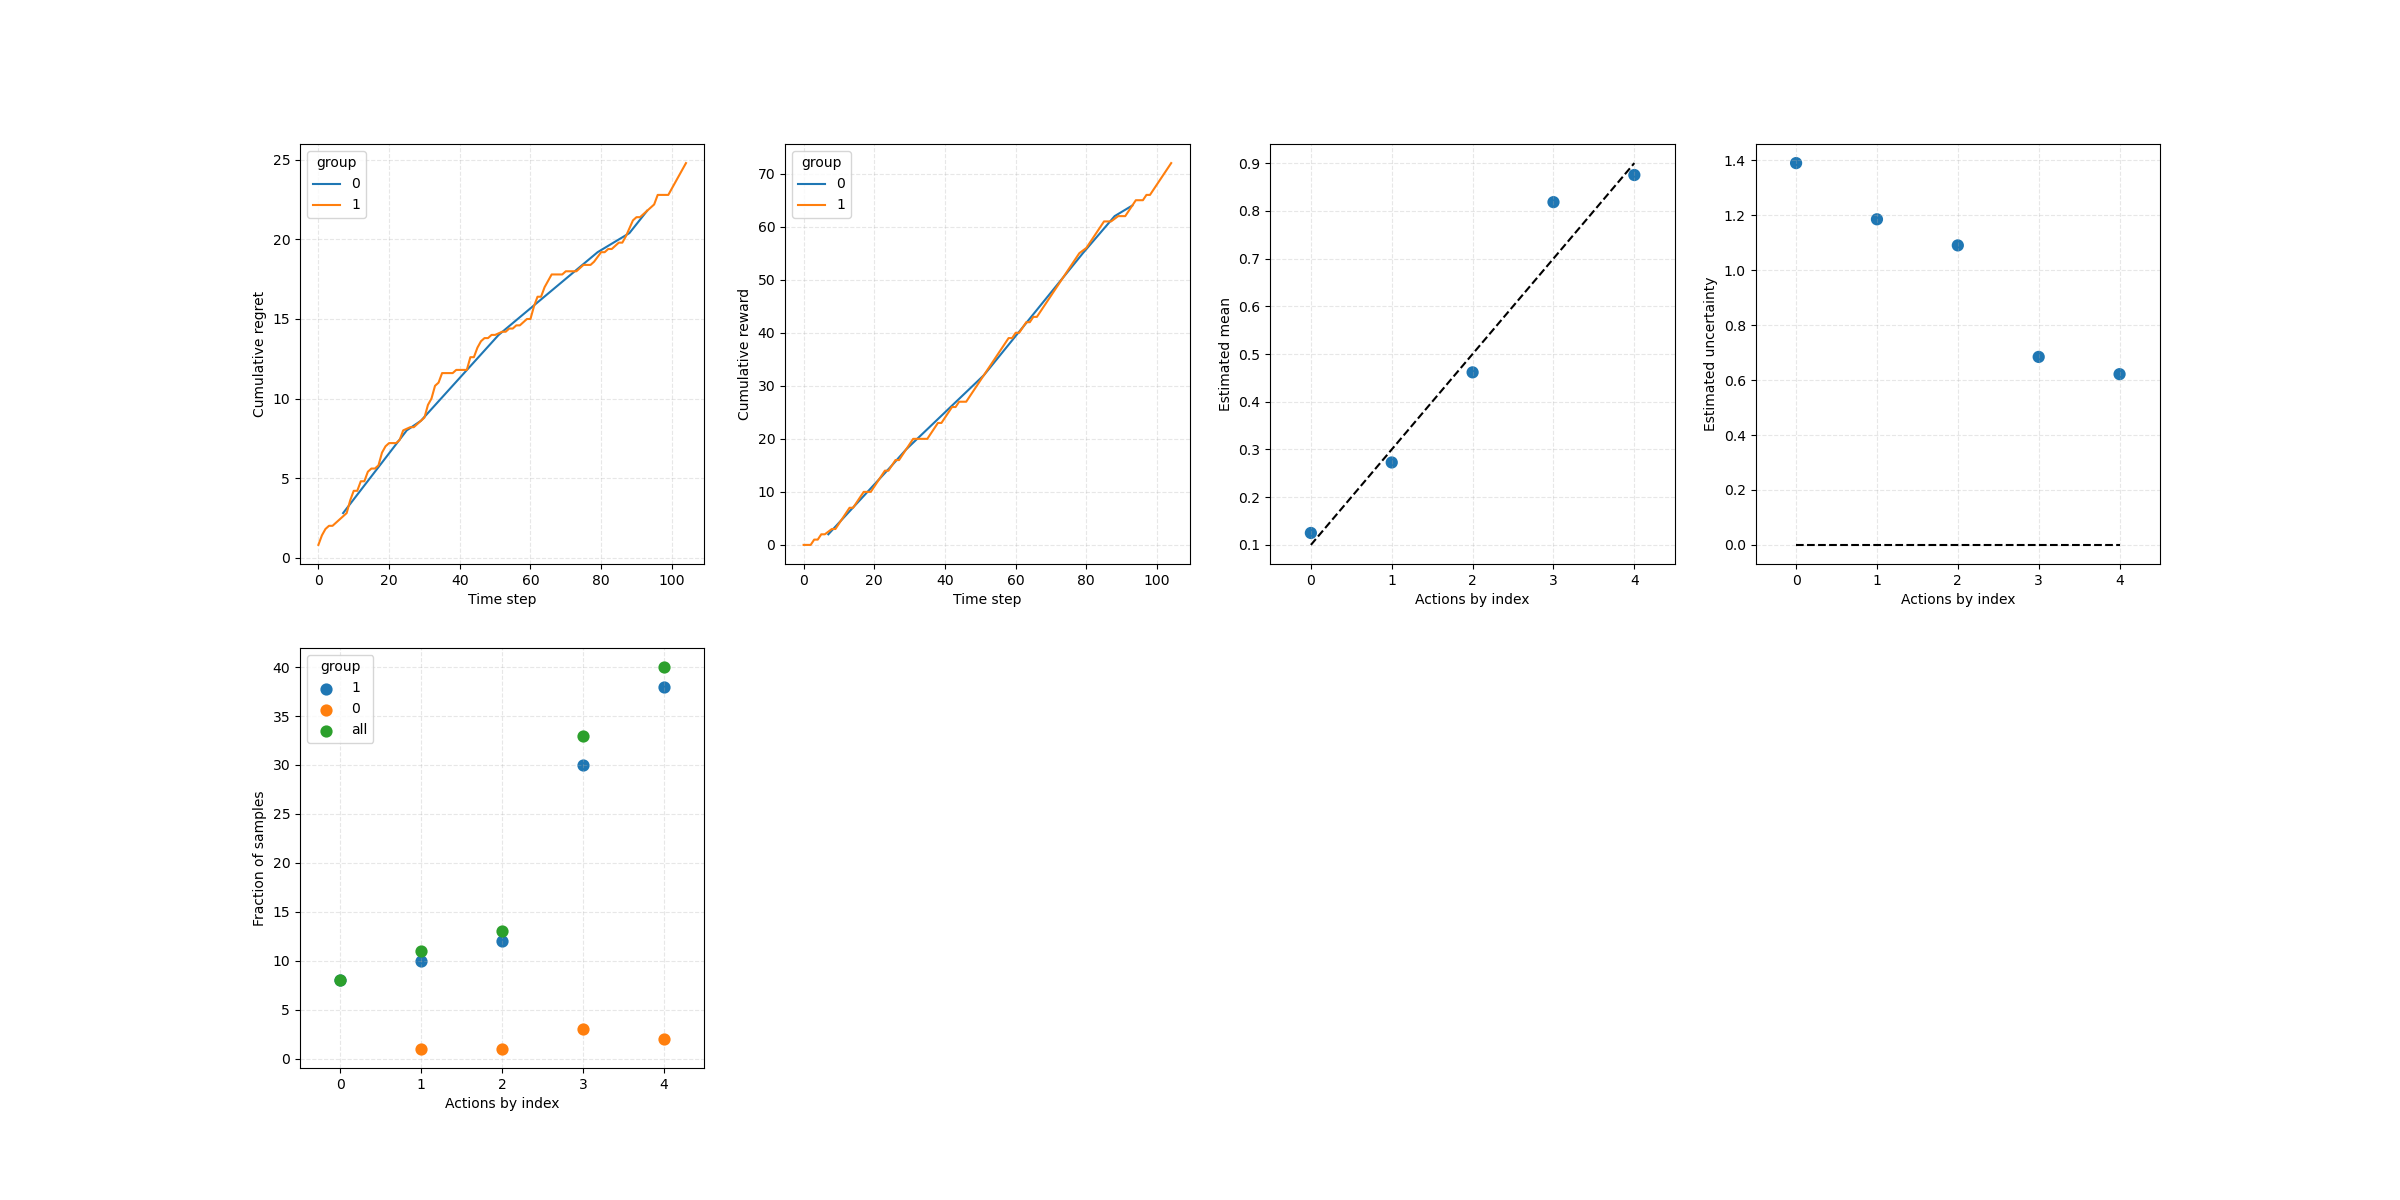 Cumulative regret
25
20
15
10
5
0
group
0
1
0 20 40 60 80 100
Time step
Cumulative reward
70
60
50
40
30
20
10
0
group
0
1
0 20 40 60 80 100
Time step
Estimated mean
0.9
0.8
0.7
0.6
0.5
0.4
0.3
0.2
0.1
0 1 2 3 4
Actions by index
Estimated uncertainty
1.4
1.2
1.0
0.8
0.6
0.4
0.2
0.0
0 1 2 3 4
Actions by index
Fraction of samples
40
35
30
25
20
15
10
5
0
group
1
0
all
0 1 2 3 4
Actions by index